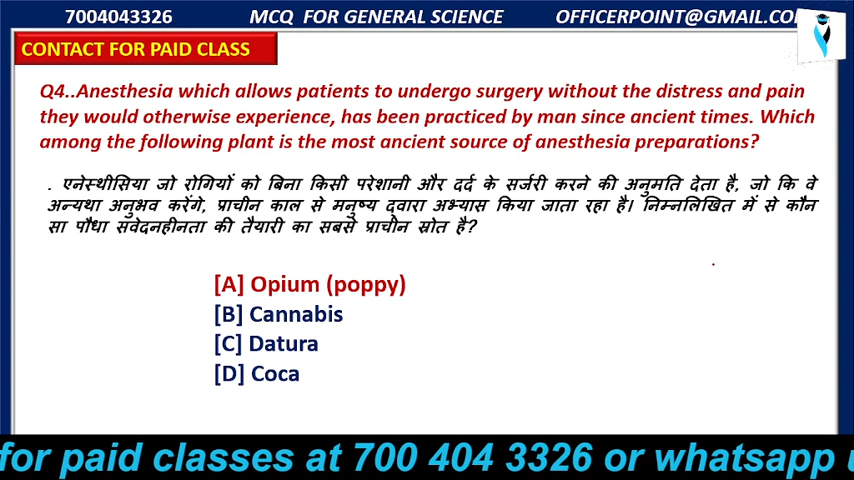 7004043326 MCQ FOR GENERAL SCIENCE OFFICERPOINT@GMAIL.CO
CONTACT FOR PAID CLASS
Q4..Anesthesia which allows patients to undergo surgery without the distress and pain
they would otherwise experience, has been practiced by man since ancient times. Which
among the following plant is the most ancient source of anesthesia preparations?
. एनेस्थीसिया जो रोगियों को बिना किसी परेशानी और दर्द के सर्जरी करने की अनुमति देता है, जो कि वे
अन्यथा अनुभव करेंगे, प्राचीन काल से मनुष्य द्वारा अभ्यास किया जाता रहा है। निम्नलिखित में से कौन
सा पौधा संवेदनहीनता की तैयारी का सबसे प्राचीन स्रोत है?
[A] Opium (poppy)
[B] Cannabis
[C] Datura
[D] Coca
for paid classes at 700 404 3326 or whatsapp